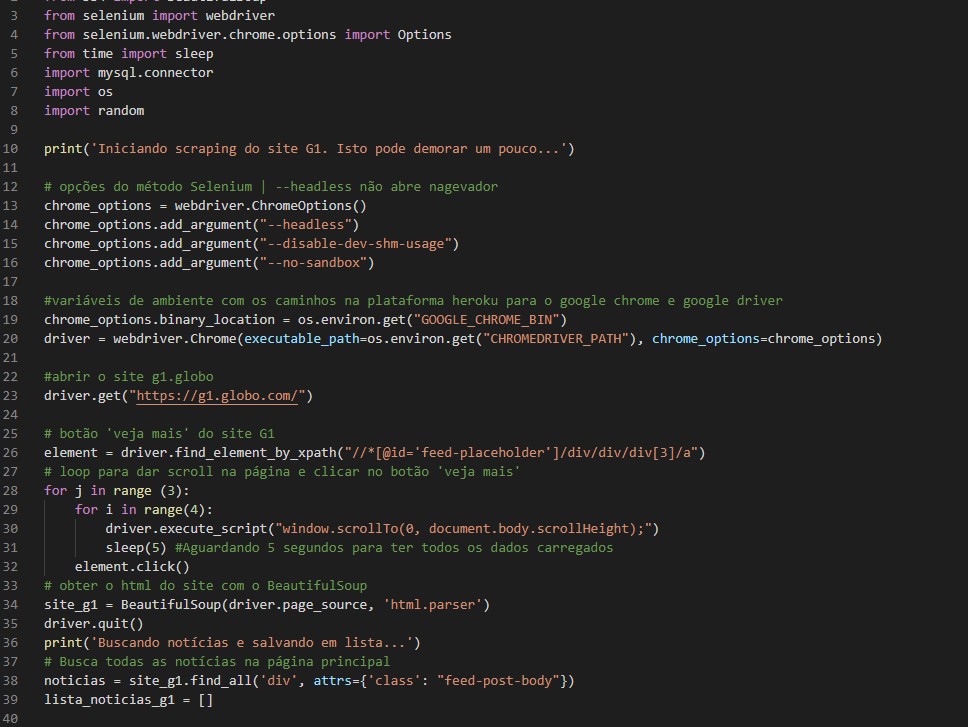 3 from selenium import webdriver
4 from selenium.webdriver.chrome.options import Options
5 from time import sleep
6 import mysql.connector
7 import os
8 import random
9
10 print('Iniciando scraping do site G1. Isto pode demorar um pouco...')
11
12 # opções do método Selenium | --headless não abre nagevador
13 chrome_options = webdriver.ChromeOptions()
14 chrome_options.add_argument("--headless")
15 chrome_options.add_argument("--disable-dev-shm-usage")
16 chrome_options.add_argument("--no-sandbox")
17
18 #variáveis de ambiente com os caminhos na plataforma heroku para o google chrome e google driver
19 chrome_options.binary_location = os.environ.get("GOOGLE_CHROME_BIN")
20 driver = webdriver.Chrome(executable_path=os.environ.get("CHROMEDRIVER_PATH"), chrome_options=chrome_options)
21
22 #abrir o site g1.globo
23 driver.get("https://g1.globo.com/")
24
25 # botão 'veja mais' do site G1
26 element = driver.find_element_by_xpath("//*[@id='feed-placeholder']/div/div/div[3]/a")
27 # loop para dar scroll na página e clicar no botão 'veja mais'
28 for j in range (3):
29     for i in range(4):
30         driver.execute_script("window.scrollTo(0, document.body.scrollHeight);")
31         sleep(5) #Aguardando 5 segundos para ter todos os dados carregados
32     element.click()
33 # obter o html do site com o BeautifulSoup
34 site_g1 = BeautifulSoup(driver.page_source, 'html.parser')
35 driver.quit()
36 print('Buscando notícias e salvando em lista...')
37 # Busca todas as notícias na página principal
38 noticias = site_g1.find_all('div', attrs={'class': "feed-post-body"})
39 lista_noticias_g1 = []
40